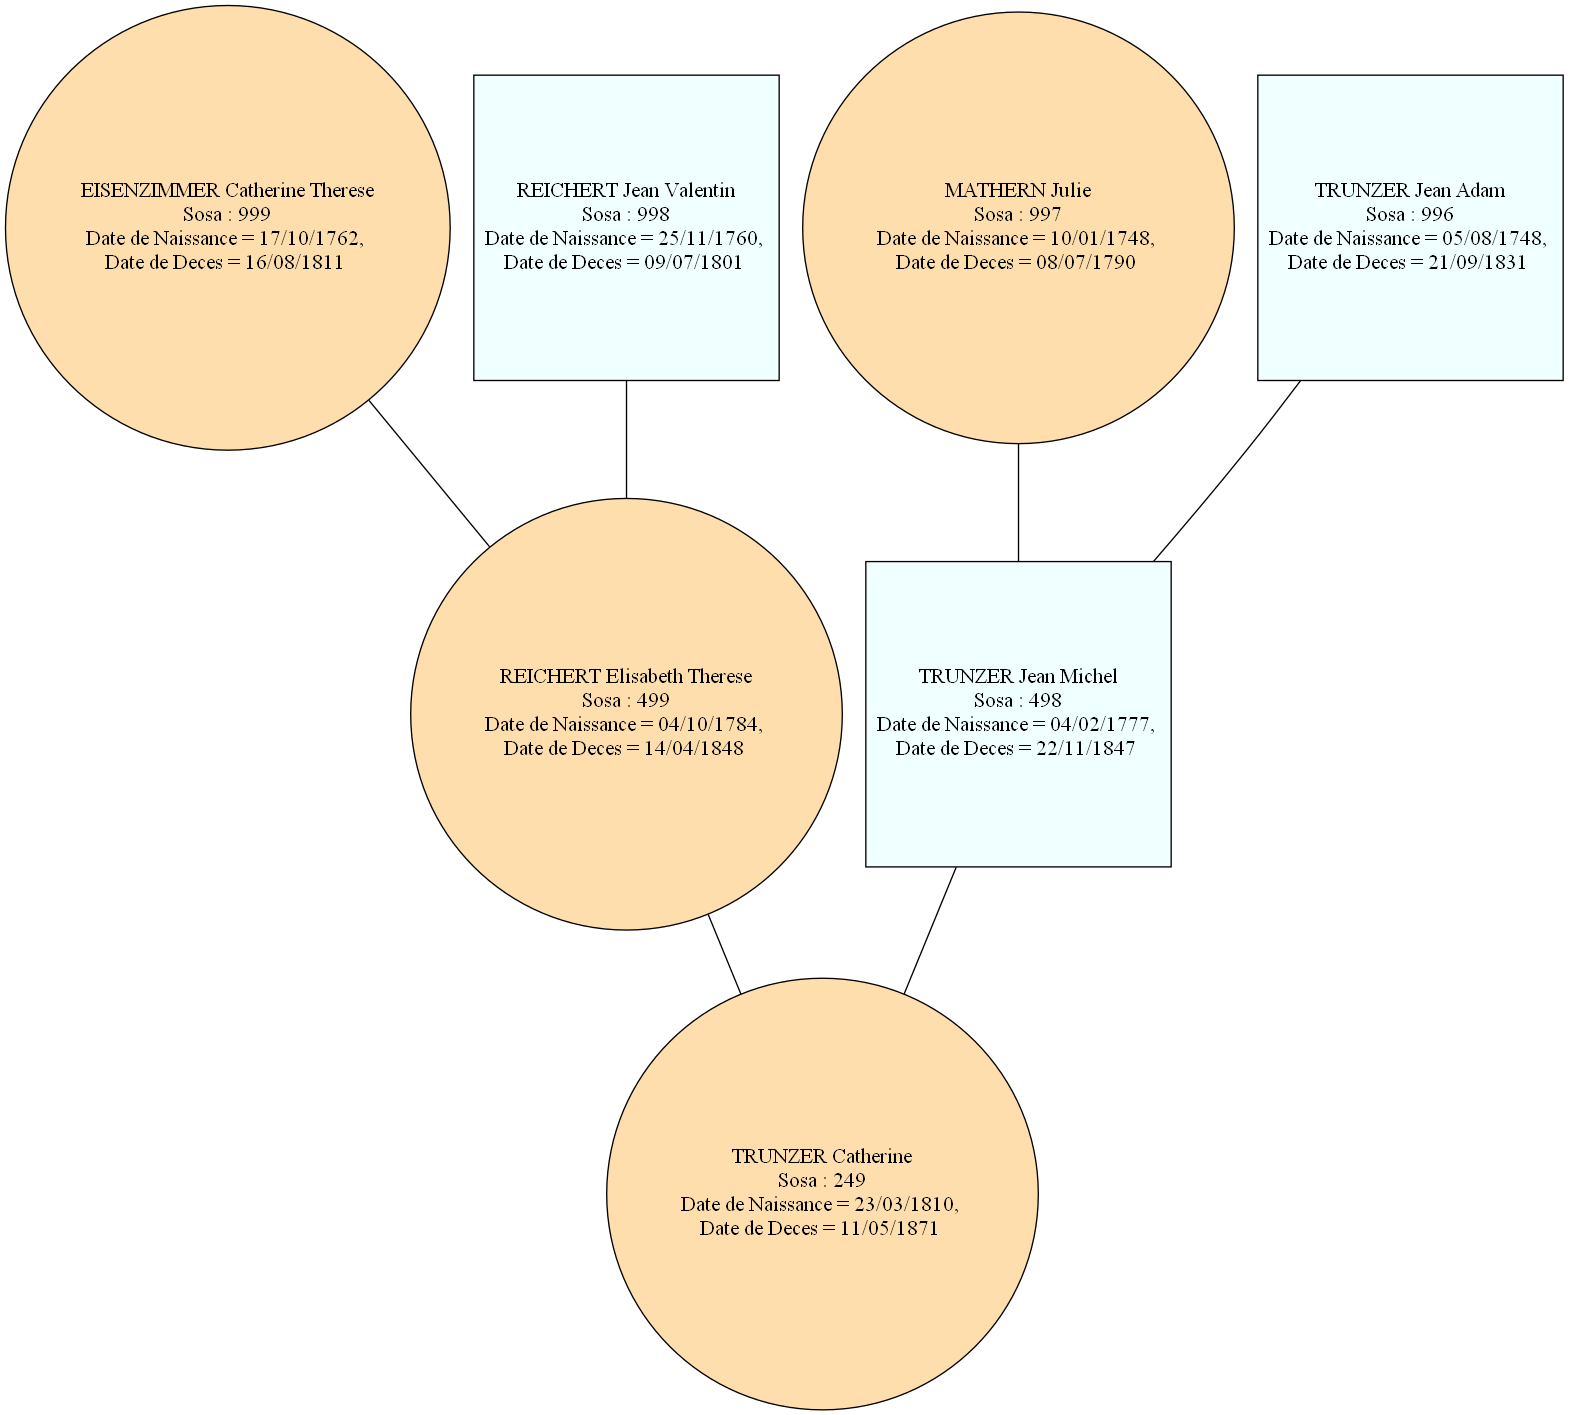 EISENZIMMER Catherine Therese
Sosa : 999
Date de Naissance = 17/10/1762,
Date de Deces = 16/08/1811
REICHERT Jean Valentin
Sosa : 998
Date de Naissance = 25/11/1760,
Date de Deces = 09/07/1801
MATHERN Julie
Sosa : 997
Date de Naissance = 10/01/1748,
Date de Deces = 08/07/1790
TRUNZER Jean Adam
Sosa : 996
Date de Naissance = 05/08/1748,
Date de Deces = 21/09/1831
REICHERT Elisabeth Therese
Sosa : 499
Date de Naissance = 04/10/1784,
Date de Deces = 14/04/1848
TRUNZER Jean Michel
Sosa : 498
Date de Naissance = 04/02/1777,
Date de Deces = 22/11/1847
TRUNZER Catherine
Sosa : 249
Date de Naissance = 23/03/1810,
Date de Deces = 11/05/1871